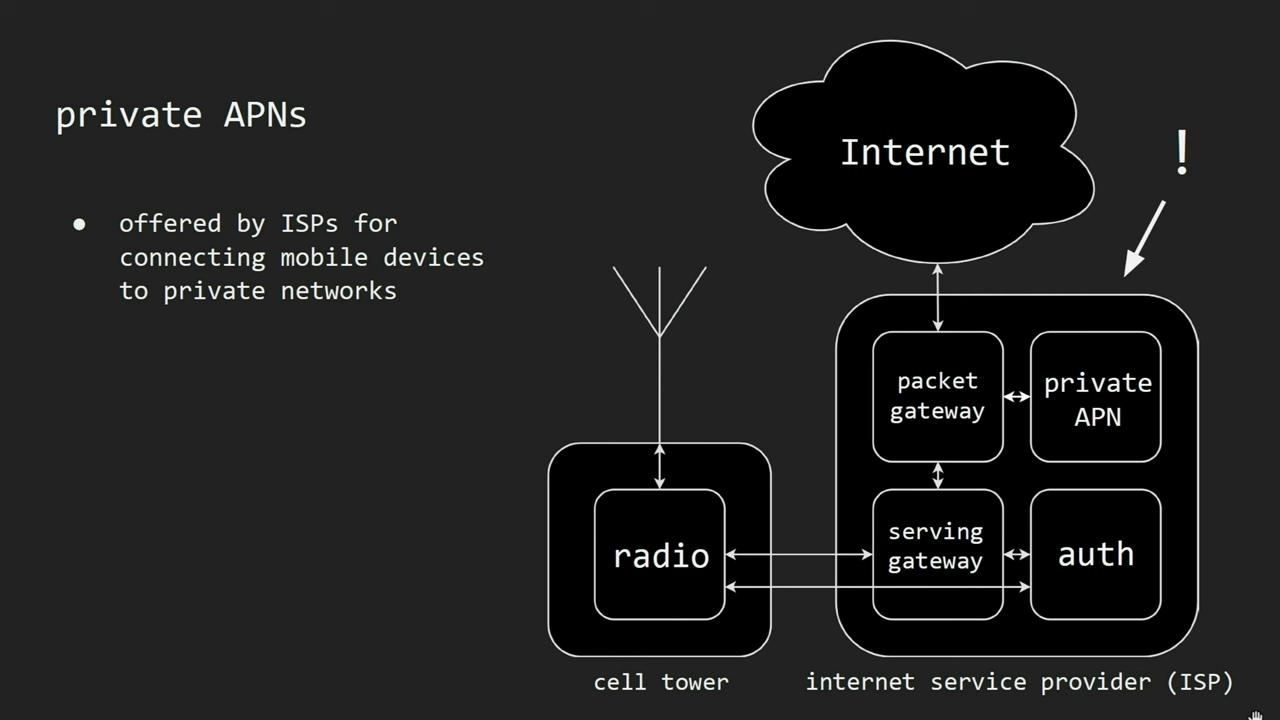 private APNs
● offered by ISPs for
connecting mobile devices
to private networks
Internet
!
packet
gateway
private
APN
serving
gateway
auth
radio
cell tower
internet service provider (ISP)